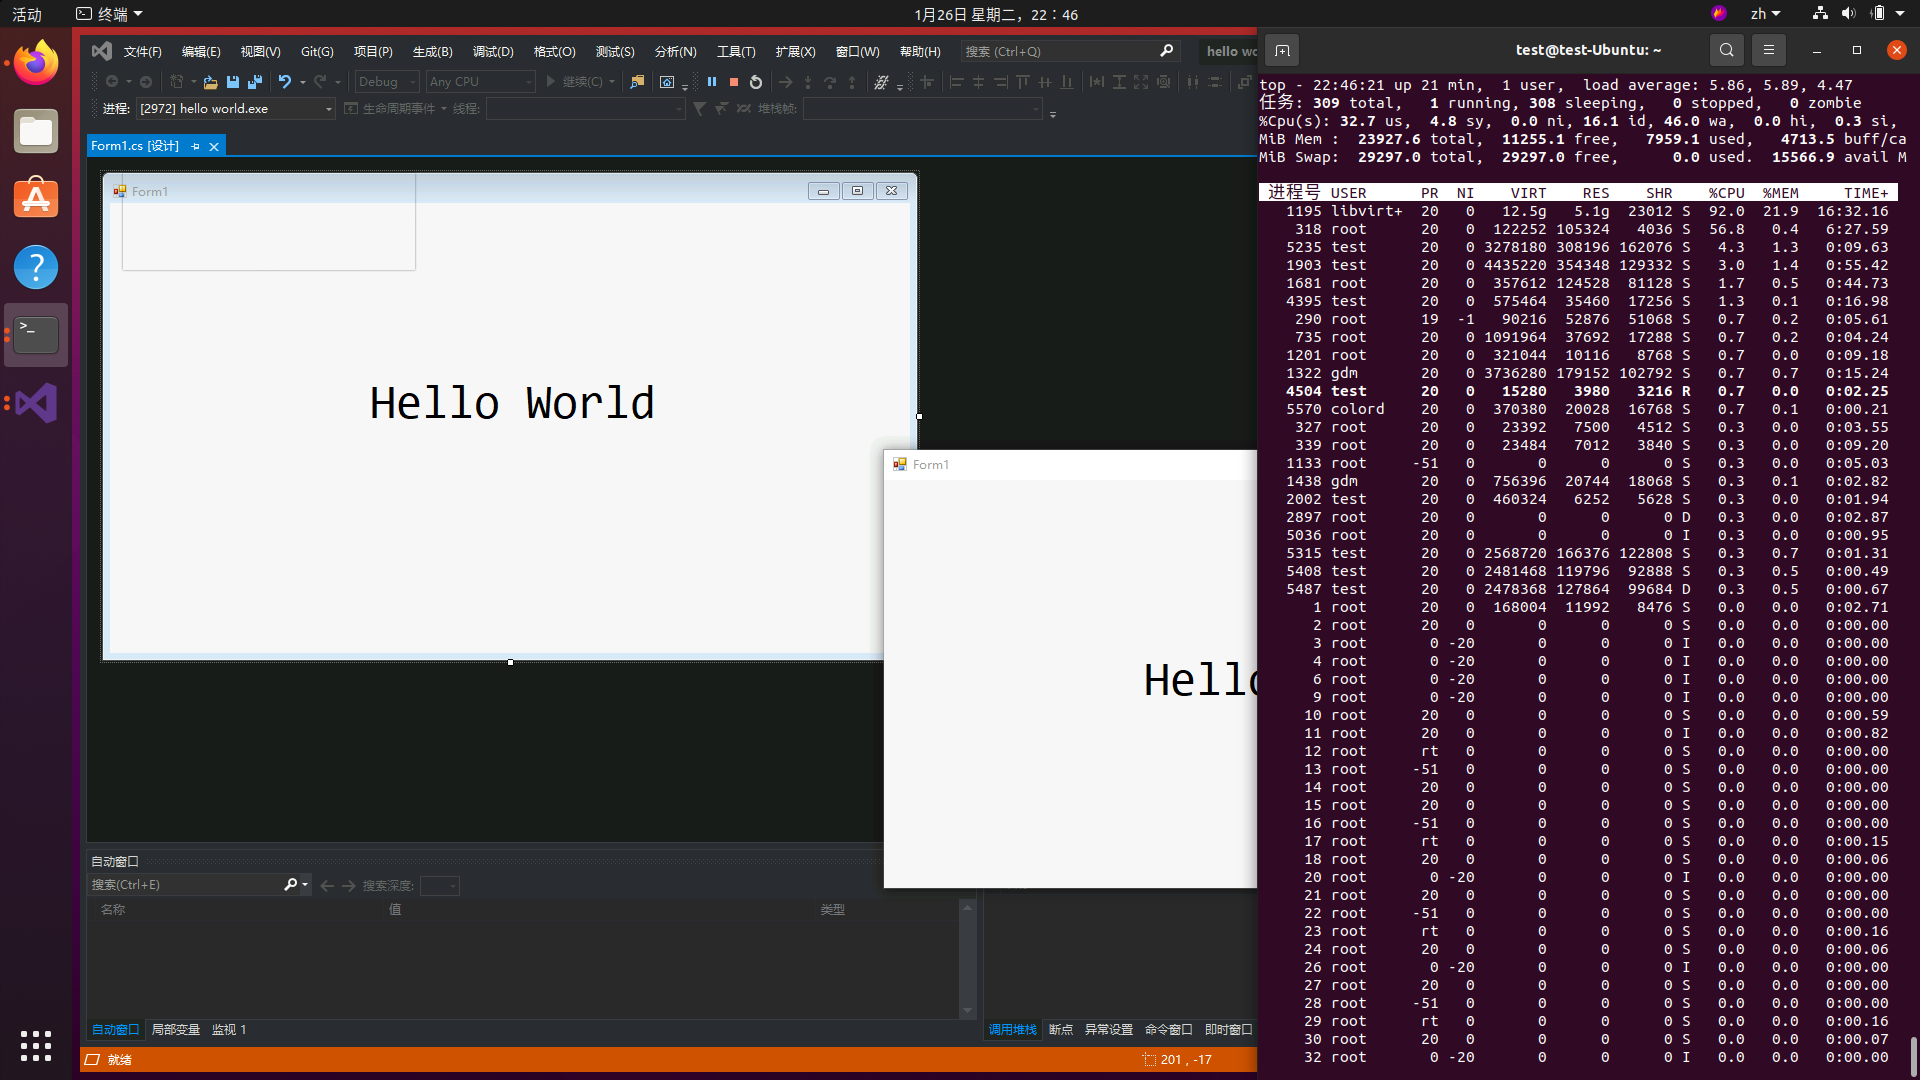 活动
终端
1月26日 星期二，22：46
zh
文件(F) 编辑(E) 视图(V) Git(G) 项目(P) 生成(B) 调试(D) 格式(O) 测试(S) 分析(N) 工具(T) 扩展(X) 窗口(W) 帮助(H) 搜索 (Ctrl+Q) hello wo
Debug Any CPU 继续(C)
进程: [2972] hello world.exe 生命周期事件 线程: 堆栈帧:
Form1.cs [设计]
Form1
Hello World
Form1
Hello
自动窗口
搜索(Ctrl+E) 搜索深度:
名称 值 类型
自动窗口 局部变量 监视 1
调用堆栈 断点 异常设置 命令窗口 即时窗口
就绪 201 , -17
test@test-Ubuntu: ~
top - 22:46:21 up 21 min,  1 user,  load average: 5.86, 5.89, 4.47
任务: 309 total,   1 running, 308 sleeping,   0 stopped,   0 zombie
%Cpu(s): 32.7 us,  4.8 sy,  0.0 ni, 16.1 id, 46.0 wa,  0.0 hi,  0.3 si,
MiB Mem :  23927.6 total,  11255.1 free,   7959.1 used,   4713.5 buff/ca
MiB Swap:  29297.0 total,  29297.0 free,      0.0 used.  15566.9 avail M
进程号 USER PR NI VIRT RES SHR %CPU %MEM TIME+
1195 libvirt+ 20 0 12.5g 5.1g 23012 S 92.0 21.9 16:32.16
318 root 20 0 122252 105324 4036 S 56.8 0.4 6:27.59
5235 test 20 0 3278180 308196 162076 S 4.3 1.3 0:09.63
1903 test 20 0 4435220 354348 129332 S 3.0 1.4 0:55.42
1681 root 20 0 357612 124528 81128 S 1.7 0.5 0:44.73
4395 test 20 0 575464 35460 17256 S 1.3 0.1 0:16.98
290 root 19 -1 90216 52876 51068 S 0.7 0.2 0:05.61
735 root 20 0 1091964 37692 17288 S 0.7 0.2 0:04.24
1201 root 20 0 321044 10116 8768 S 0.7 0.0 0:09.18
1322 gdm 20 0 3736280 179152 102792 S 0.7 0.7 0:15.24
4504 test 20 0 15280 3980 3216 R 0.7 0.0 0:02.25
5570 colord 20 0 370380 20028 16768 S 0.7 0.1 0:00.21
327 root 20 0 23392 7500 4512 S 0.3 0.0 0:03.55
339 root 20 0 23484 7012 3840 S 0.3 0.0 0:09.20
1133 root -51 0 0 0 0 S 0.3 0.0 0:05.03
1438 gdm 20 0 756396 20744 18068 S 0.3 0.1 0:02.82
2002 test 20 0 460324 6252 5628 S 0.3 0.0 0:01.94
2897 root 20 0 0 0 0 D 0.3 0.0 0:02.87
5036 root 20 0 0 0 0 I 0.3 0.0 0:00.95
5315 test 20 0 2568720 166376 122808 S 0.3 0.7 0:01.31
5408 test 20 0 2481468 119796 92888 S 0.3 0.5 0:00.49
5487 test 20 0 2478368 127864 99684 D 0.3 0.5 0:00.67
1 root 20 0 168004 11992 8476 S 0.0 0.0 0:02.71
2 root 20 0 0 0 0 S 0.0 0.0 0:00.00
3 root 0 -20 0 0 0 I 0.0 0.0 0:00.00
4 root 0 -20 0 0 0 I 0.0 0.0 0:00.00
6 root 0 -20 0 0 0 I 0.0 0.0 0:00.00
9 root 0 -20 0 0 0 I 0.0 0.0 0:00.00
10 root 20 0 0 0 0 S 0.0 0.0 0:00.59
11 root 20 0 0 0 0 I 0.0 0.0 0:00.82
12 root rt 0 0 0 0 S 0.0 0.0 0:00.00
13 root -51 0 0 0 0 S 0.0 0.0 0:00.00
14 root 20 0 0 0 0 S 0.0 0.0 0:00.00
15 root 20 0 0 0 0 S 0.0 0.0 0:00.00
16 root -51 0 0 0 0 S 0.0 0.0 0:00.00
17 root rt 0 0 0 0 S 0.0 0.0 0:00.15
18 root 20 0 0 0 0 S 0.0 0.0 0:00.06
20 root 0 -20 0 0 0 I 0.0 0.0 0:00.00
21 root 20 0 0 0 0 S 0.0 0.0 0:00.00
22 root -51 0 0 0 0 S 0.0 0.0 0:00.00
23 root rt 0 0 0 0 S 0.0 0.0 0:00.16
24 root 20 0 0 0 0 S 0.0 0.0 0:00.06
26 root 0 -20 0 0 0 I 0.0 0.0 0:00.00
27 root 20 0 0 0 0 S 0.0 0.0 0:00.00
28 root -51 0 0 0 0 S 0.0 0.0 0:00.00
29 root rt 0 0 0 0 S 0.0 0.0 0:00.16
30 root 20 0 0 0 0 S 0.0 0.0 0:00.07
32 root 0 -20 0 0 0 I 0.0 0.0 0:00.00